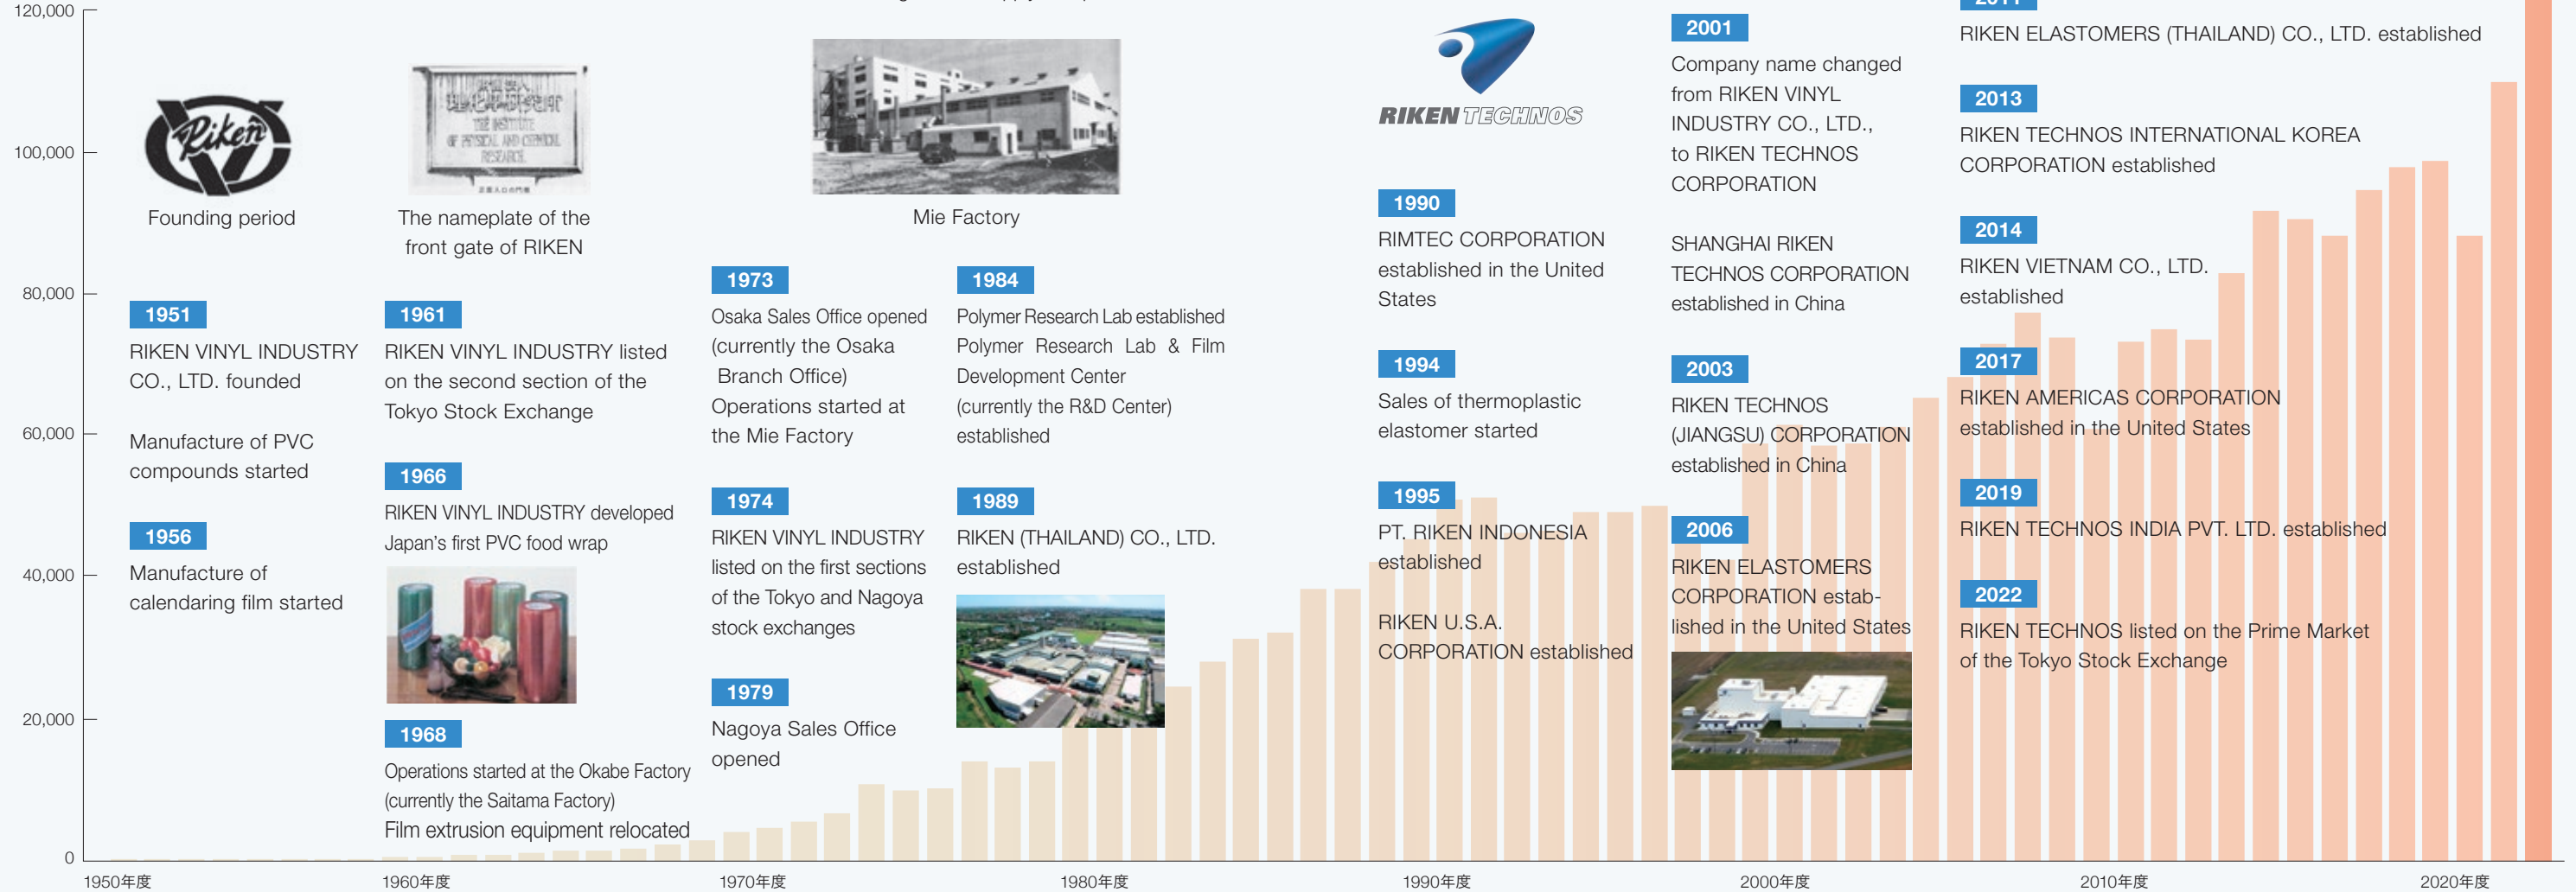 120,000
100,000
80,000
60,000
40,000
20,000
0
Riken
Founding period
1951
RIKEN VINYL INDUSTRY
CO., LTD. founded
Manufacture of PVC
compounds started
1956
Manufacture of
calendaring film started
THE INSTITUTE
OF PHYSICAL AND CHEMICAL
RESEARCH.
正面入口の門標
The nameplate of the
front gate of RIKEN
1961
RIKEN VINYL INDUSTRY listed
on the second section of the
Tokyo Stock Exchange
1966
RIKEN VINYL INDUSTRY developed
Japan's first PVC food wrap
1968
Operations started at the Okabe Factory
(currently the Saitama Factory)
Film extrusion equipment relocated
Mie Factory
1973
Osaka Sales Office opened
(currently the Osaka
Branch Office)
Operations started at
the Mie Factory
1974
RIKEN VINYL INDUSTRY
listed on the first sections
of the Tokyo and Nagoya
stock exchanges
1979
Nagoya Sales Office
opened
1984
Polymer Research Lab established
Polymer Research Lab & Film
Development Center
(currently the R&D Center)
established
1989
RIKEN (THAILAND) CO., LTD.
established
RIKEN TECHNOS
1990
RIMTEC CORPORATION
established in the United
States
1994
Sales of thermoplastic
elastomer started
1995
PT. RIKEN INDONESIA
established
RIKEN U.S.A.
CORPORATION established
2001
Company name changed
from RIKEN VINYL
INDUSTRY CO., LTD.,
to RIKEN TECHNOS
CORPORATION
SHANGHAI RIKEN
TECHNOS CORPORATION
established in China
2003
RIKEN TECHNOS
(JIANGSU) CORPORATION
established in China
2006
RIKEN ELASTOMERS
CORPORATION estab-
lished in the United States
RIKEN ELASTOMERS (THAILAND) CO., LTD. established
2013
RIKEN TECHNOS INTERNATIONAL KOREA
CORPORATION established
2014
RIKEN VIETNAM CO., LTD.
established
2017
RIKEN AMERICAS CORPORATION
established in the United States
2019
RIKEN TECHNOS INDIA PVT. LTD. established
2022
RIKEN TECHNOS listed on the Prime Market
of the Tokyo Stock Exchange
1950年度
1960年度
1970年度
1980年度
1990年度
2000年度
2010年度
2020年度